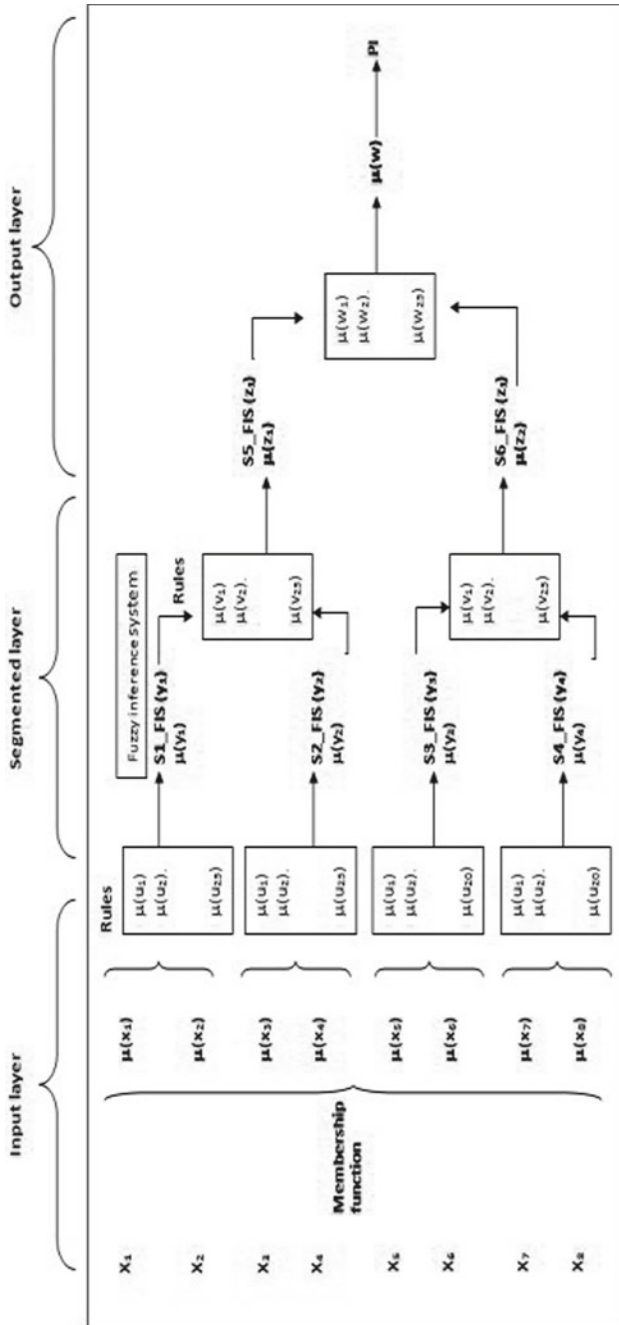 Input layer
Segmented layer
Output layer
X₁
X₂
X₃
X₄
X₅
X₆
X₇
X₈
Membership
function
μ(x₁)
μ(x₂)
μ(x₃)
μ(x₄)
μ(x₅)
μ(x₆)
μ(x₇)
μ(x₈)
Rules
μ(u₁)
μ(u₂).
μ(u₂₅)
μ(u₁)
μ(u₂).
μ(u₂₅)
μ(u₁)
μ(u₂).
μ(u₂₀)
μ(u₁)
μ(u₂).
μ(u₂₀)
Fuzzy inference system
S1_FIS (y₁)
μ(y₁)
S2_FIS (y₂)
μ(y₂)
S3_FIS (y₃)
S4_FIS (y₄)
μ(y₄)
Rules
μ(v₁)
μ(v₂).
μ(v₂₅)
μ(v₁)
μ(v₂).
μ(v₂₅)
S5_FIS (z₁)
μ(z₁)
S6_FIS (z₁)
μ(z₂)
μ(w₁)
μ(w₂).
μ(w₂₅)
μ(w)
PI